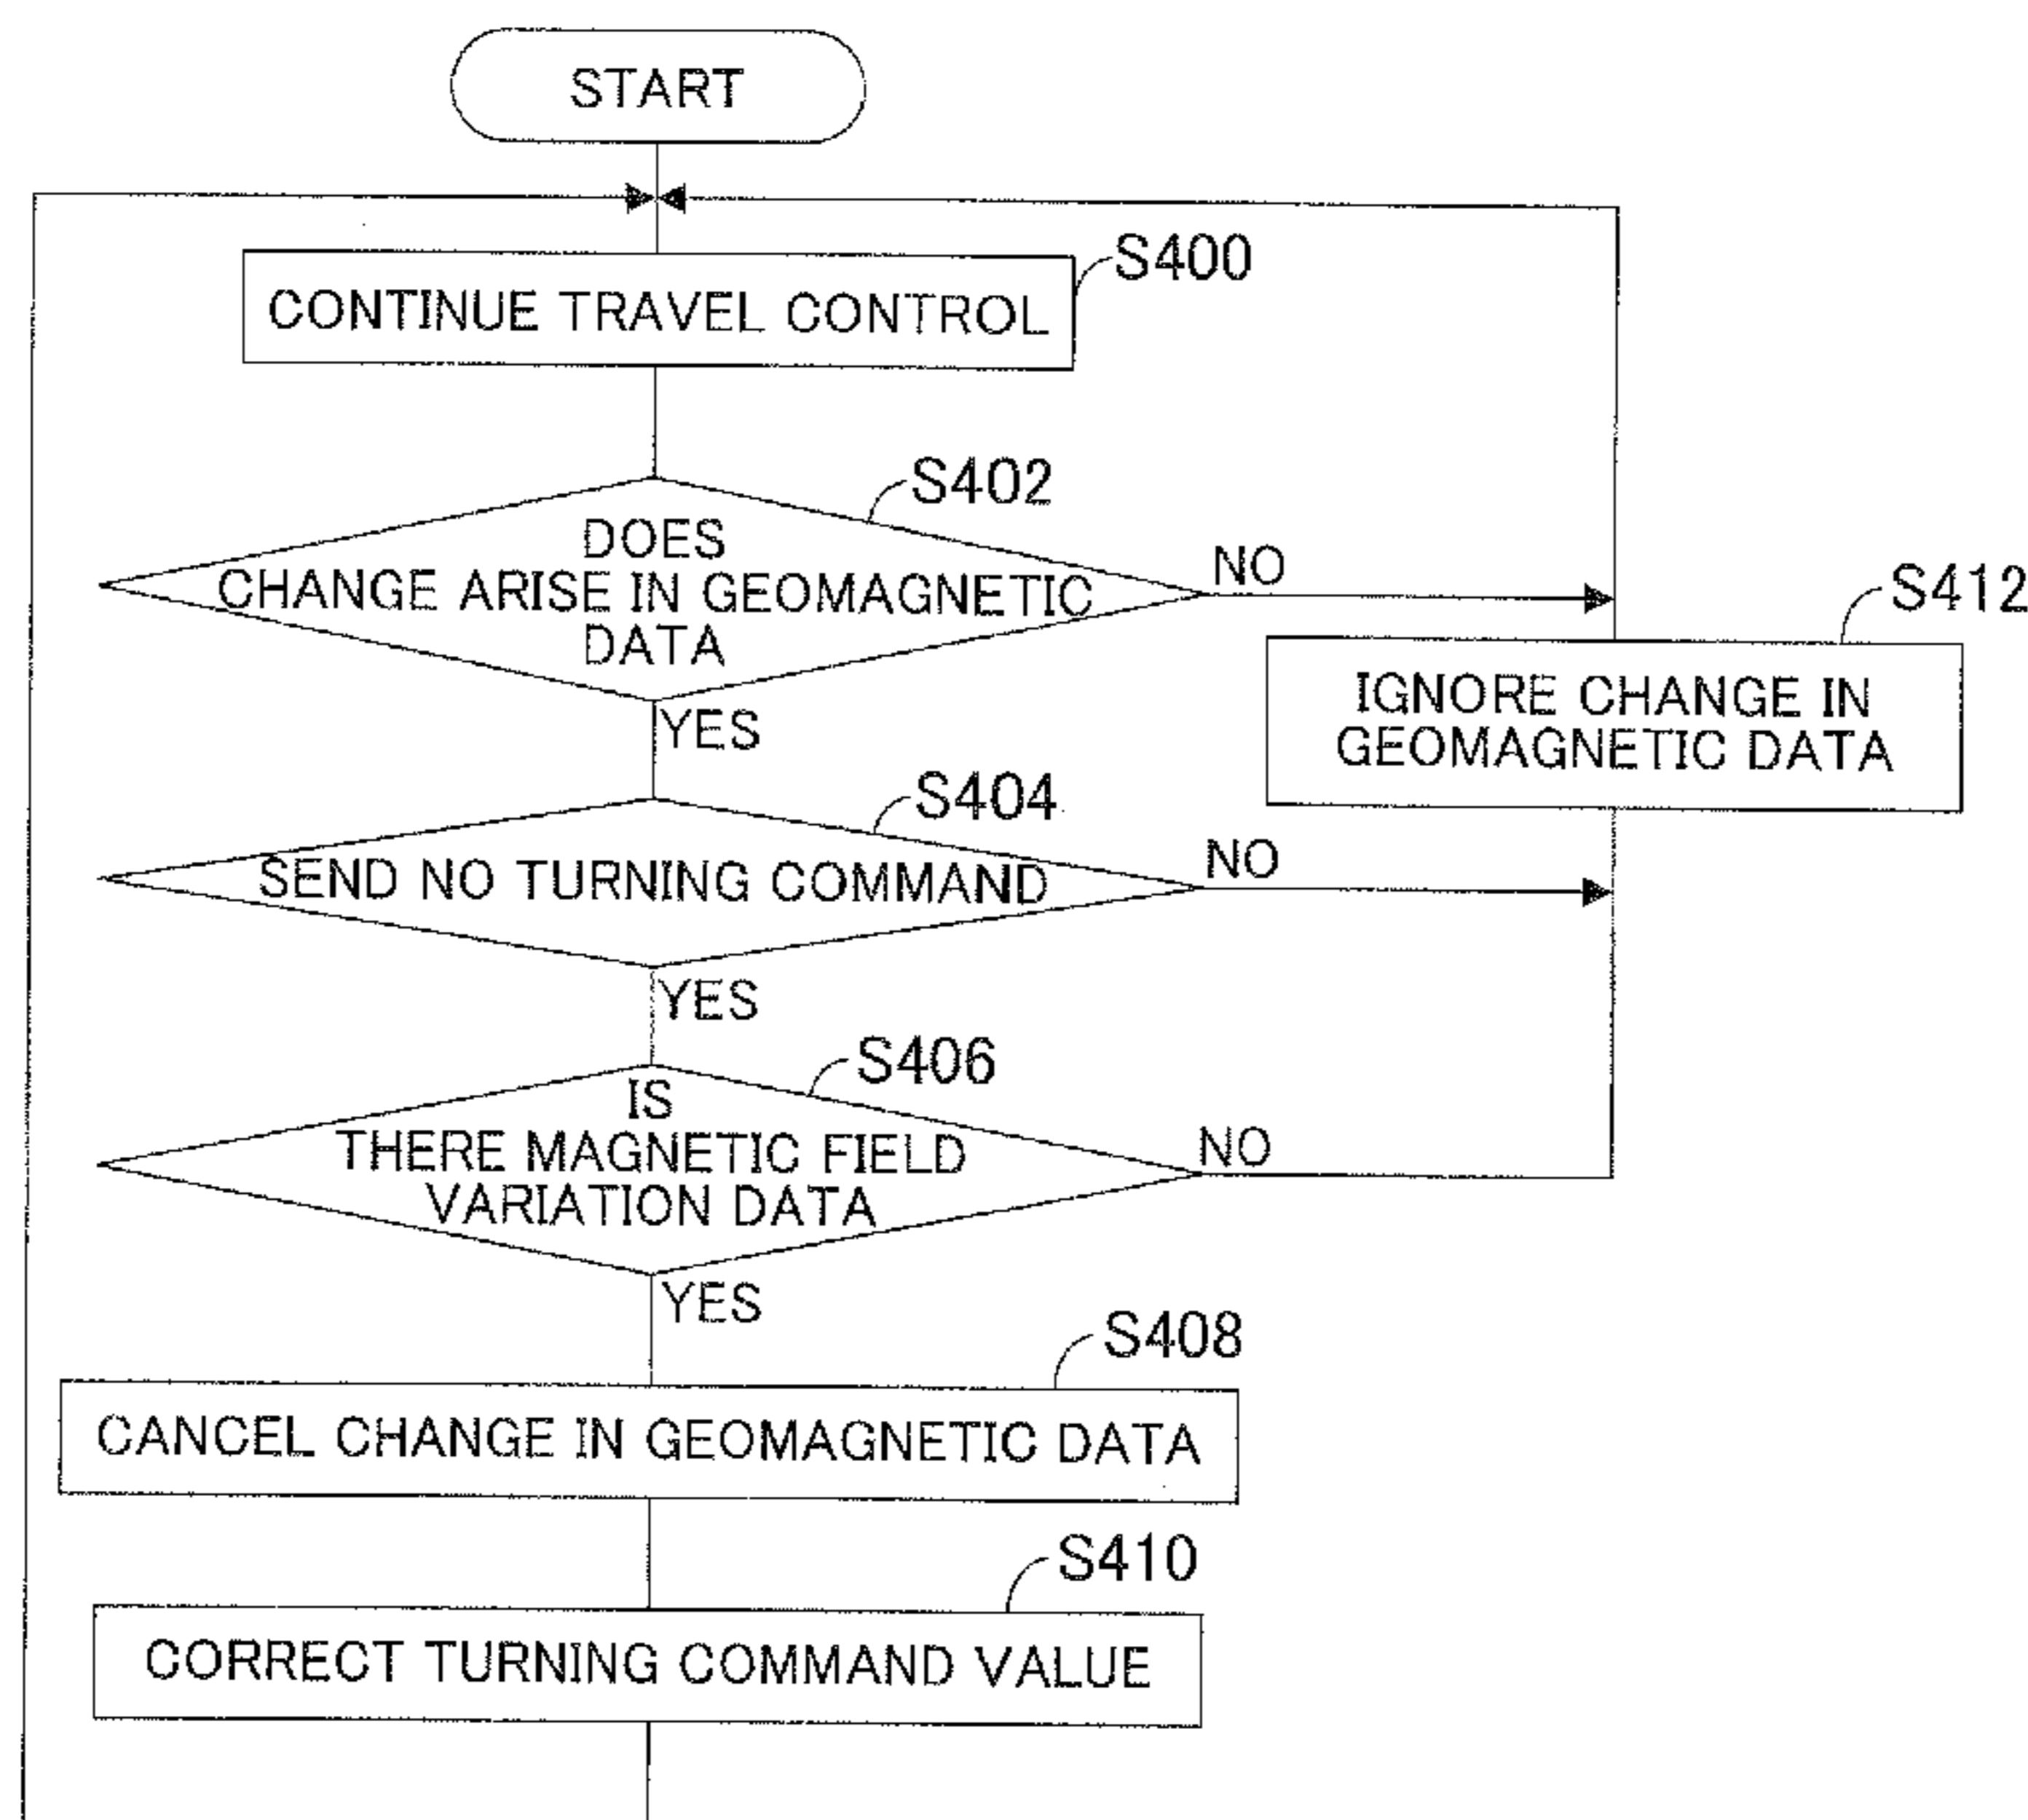 START
S400
CONTINUE TRAVEL CONTROL
S402
DOES
CHANGE ARISE IN GEOMAGNETIC
DATA
NO
YES
S412
IGNORE CHANGE IN
GEOMAGNETIC DATA
S404
SEND NO TURNING COMMAND
NO
YES
S406
IS
THERE MAGNETIC FIELD
VARIATION DATA
NO
YES
S408
CANCEL CHANGE IN GEOMAGNETIC DATA
S410
CORRECT TURNING COMMAND VALUE